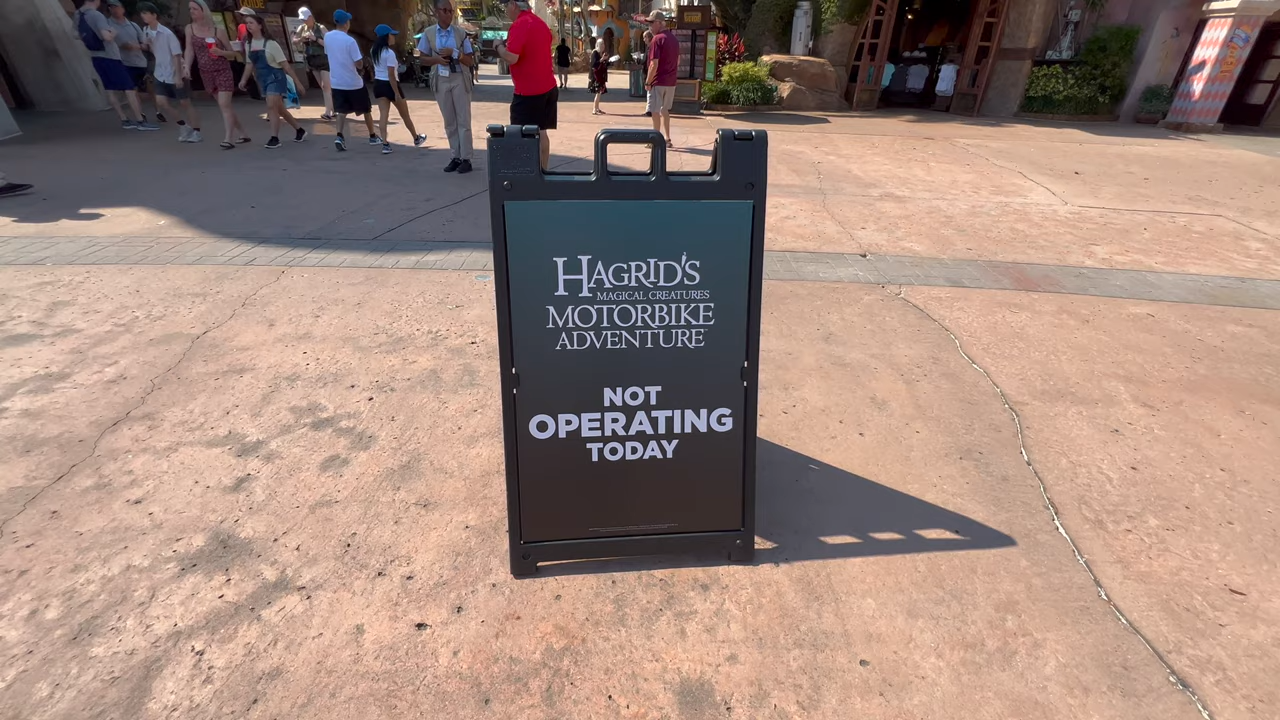 HAGRID'S
MAGICAL CREATURES
MOTORBIKE
ADVENTURE
NOT
OPERATING
TODAY